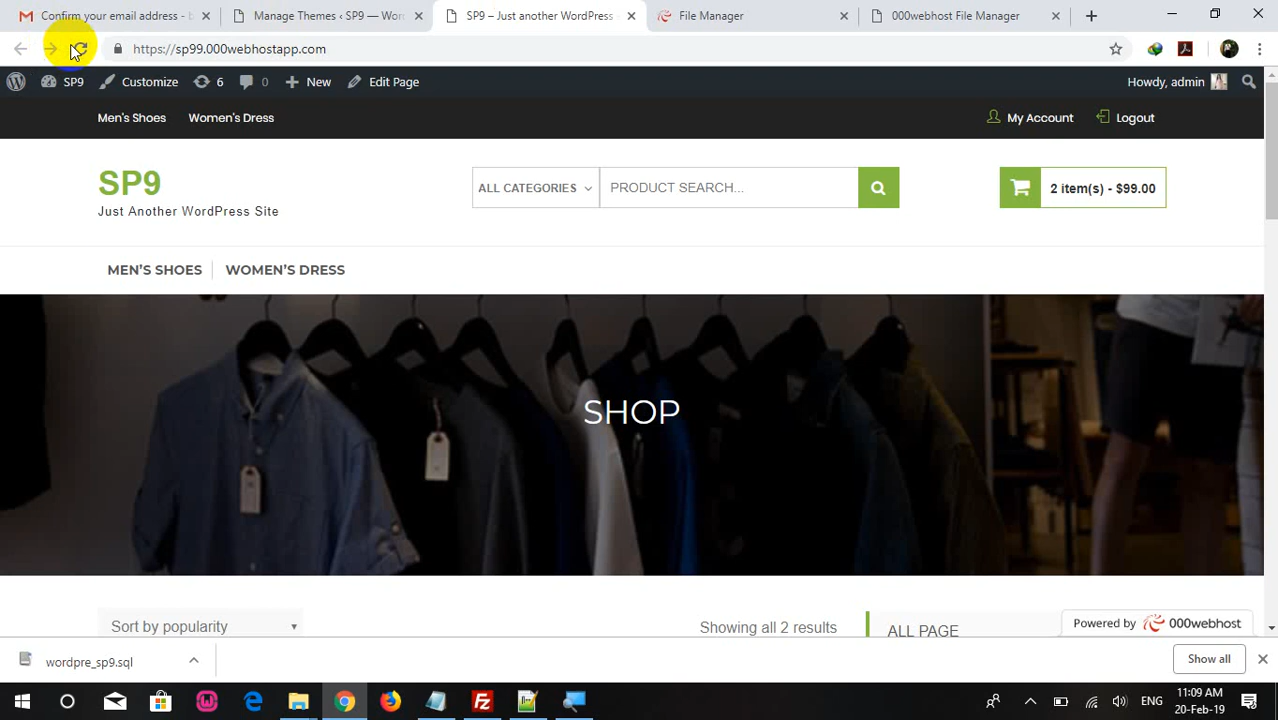 Confirm your email address - b
Manage Themes ‹ SP9 — Wor
SP9 – Just another WordPress
File Manager
000webhost File Manager
https://sp99.000webhostapp.com
SP9
Customize
6
0
New
Edit Page
Howdy, admin
Men's Shoes
Women's Dress
My Account
Logout
SP9
Just Another WordPress Site
ALL CATEGORIES
PRODUCT SEARCH...
2 item(s) - $99.00
MEN'S SHOES
WOMEN'S DRESS
SHOP
Sort by popularity
Showing all 2 results
ALL PAGE
Powered by 000webhost
wordpre_sp9.sql
Show all
ENG
11:09 AM
20-Feb-19